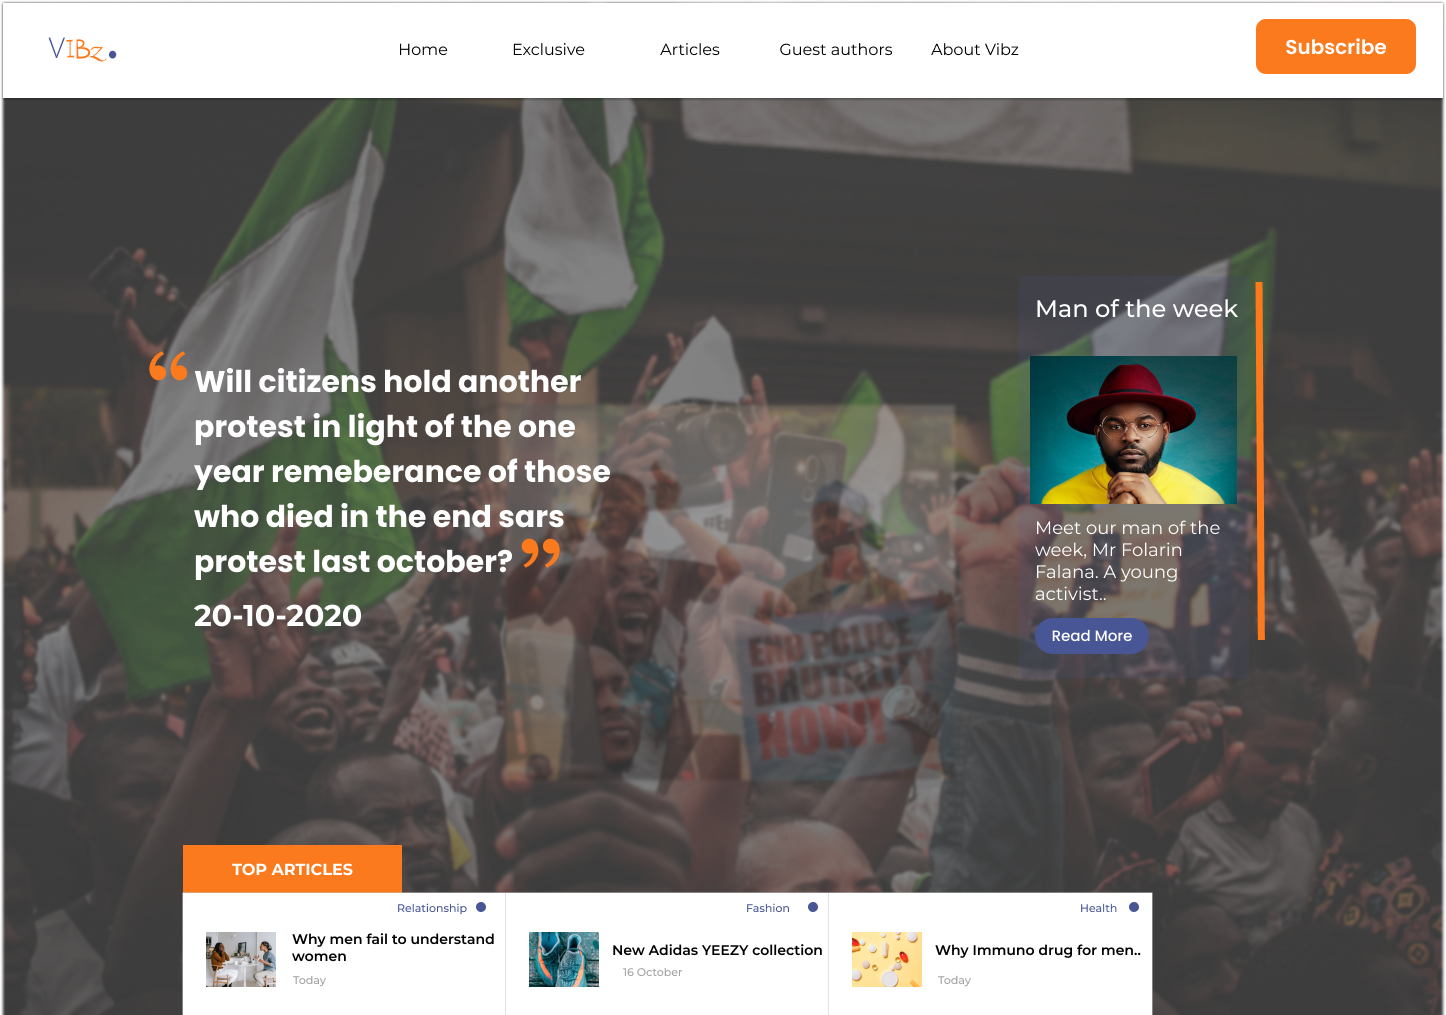 VIBz.
Home Exclusive Articles Guest authors About Vibz
Subscribe
“Will citizens hold another
protest in light of the one
year remeberance of those
who died in the end sars
protest last october?”
20-10-2020
Man of the week
Meet our man of the
week, Mr Folarin
Falana. A young
activist..
Read More
END POLICE
BRUTALITY
NOW!
TOP ARTICLES
Relationship
Why men fail to understand
women
Today
Fashion
New Adidas YEEZY collection
16 October
Health
Why Immuno drug for men..
Today